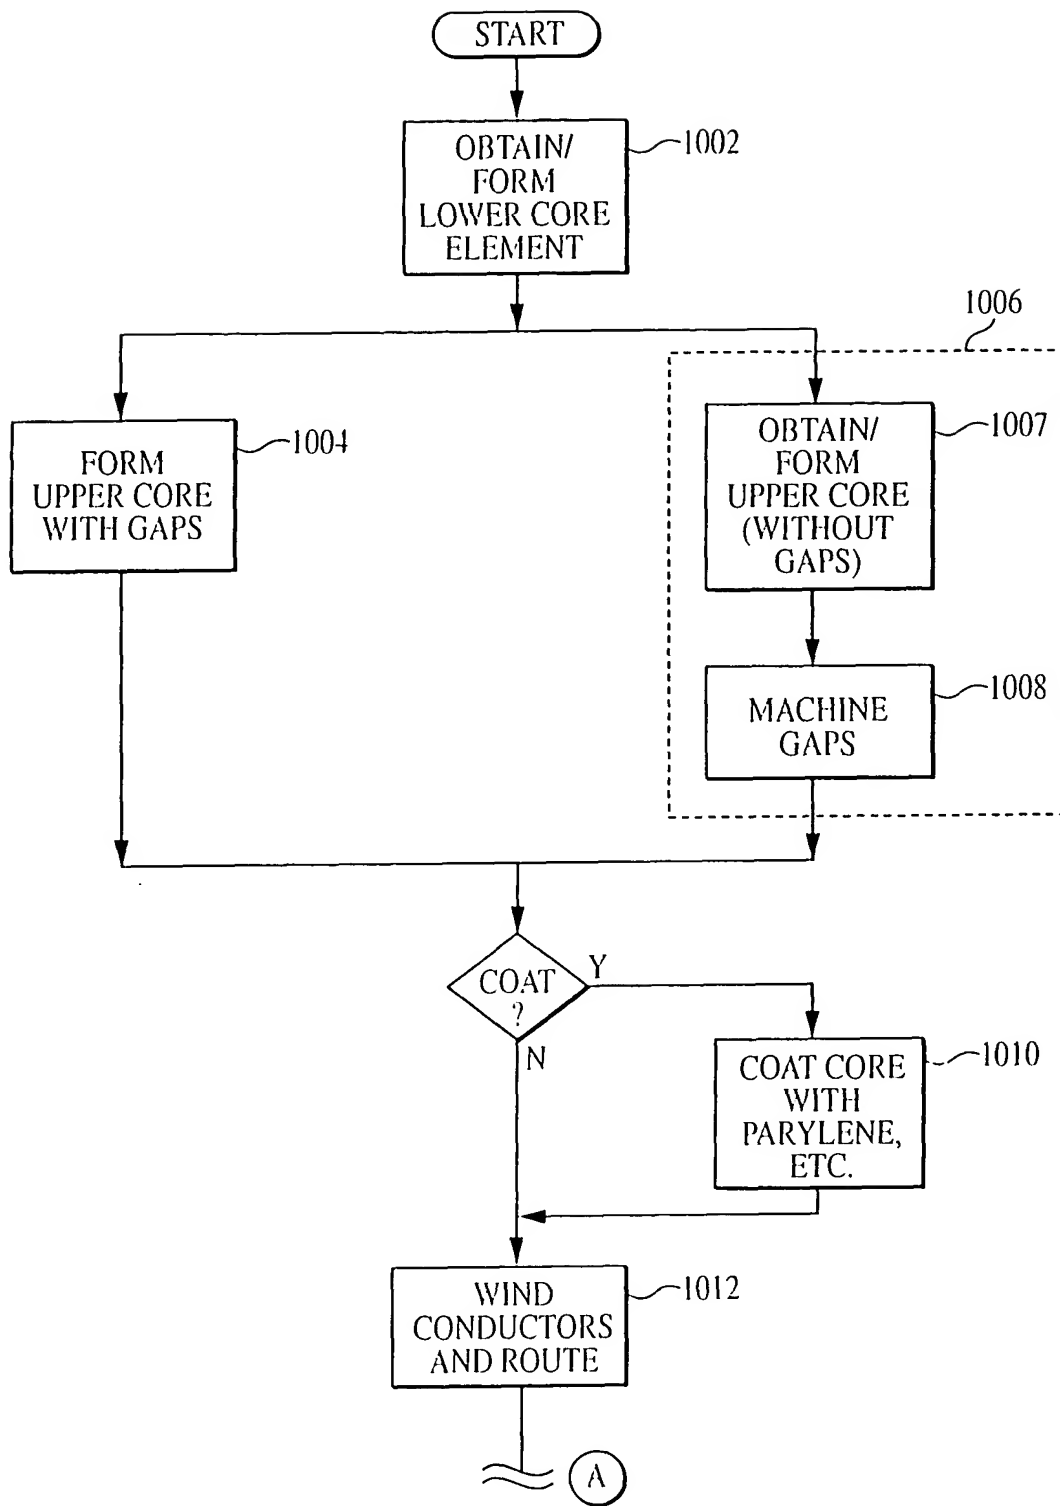 START
OBTAIN/
FORM
LOWER CORE
ELEMENT
1002
1006
FORM
UPPER CORE
WITH GAPS
1004
OBTAIN/
FORM
UPPER CORE
(WITHOUT
GAPS)
1007
MACHINE
GAPS
1008
COAT
?
Y
N
COAT CORE
WITH
PARYLENE,
ETC.
1010
WIND
CONDUCTORS
AND ROUTE
1012
A